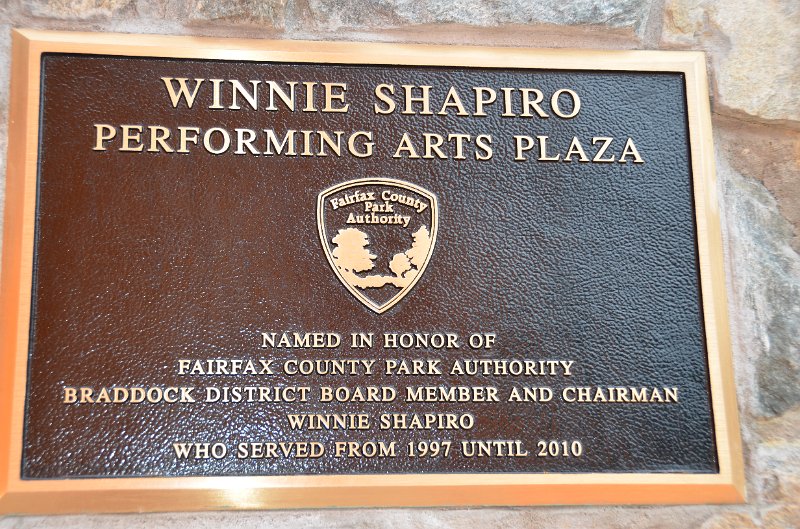 WINNIE SHAPIRO
PERFORMING ARTS PLAZA
Fairfax County
Park
Authority
NAMED IN HONOR OF
FAIRFAX COUNTY PARK AUTHORITY
BRADDOCK DISTRICT BOARD MEMBER AND CHAIRMAN
WINNIE SHAPIRO
WHO SERVED FROM 1997 UNTIL 2010